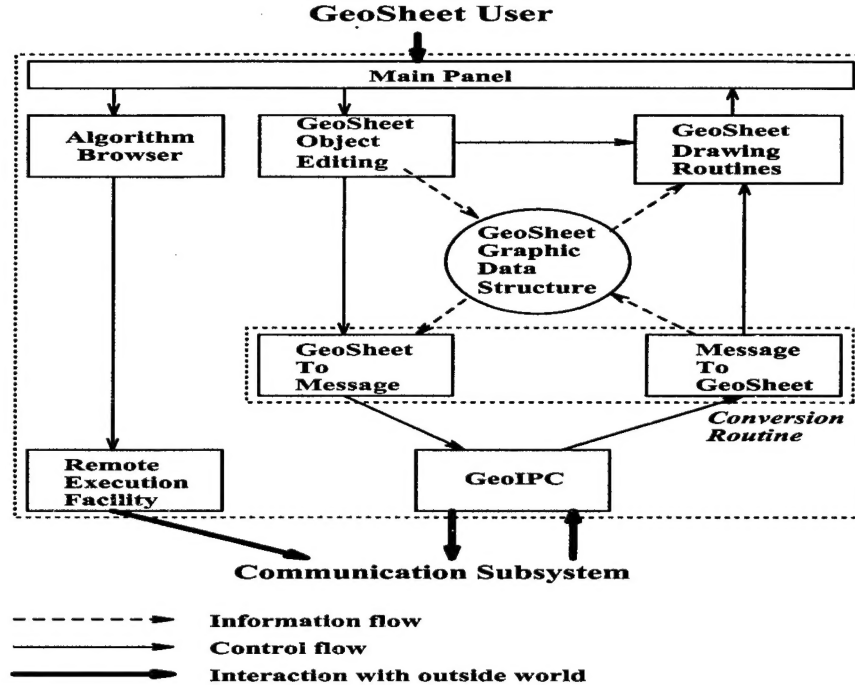 GeoSheet User
Main Panel
Algorithm
Browser
GeoSheet
Object
Editing
GeoSheet
Drawing
Routines
GeoSheet
Graphic
Data
Structure
GeoSheet
To
Message
Message
To
GeoSheet
Conversion
Routine
Remote
Execution
Facility
GeoIPC
Communication Subsystem
Information flow
Control flow
Interaction with outside world